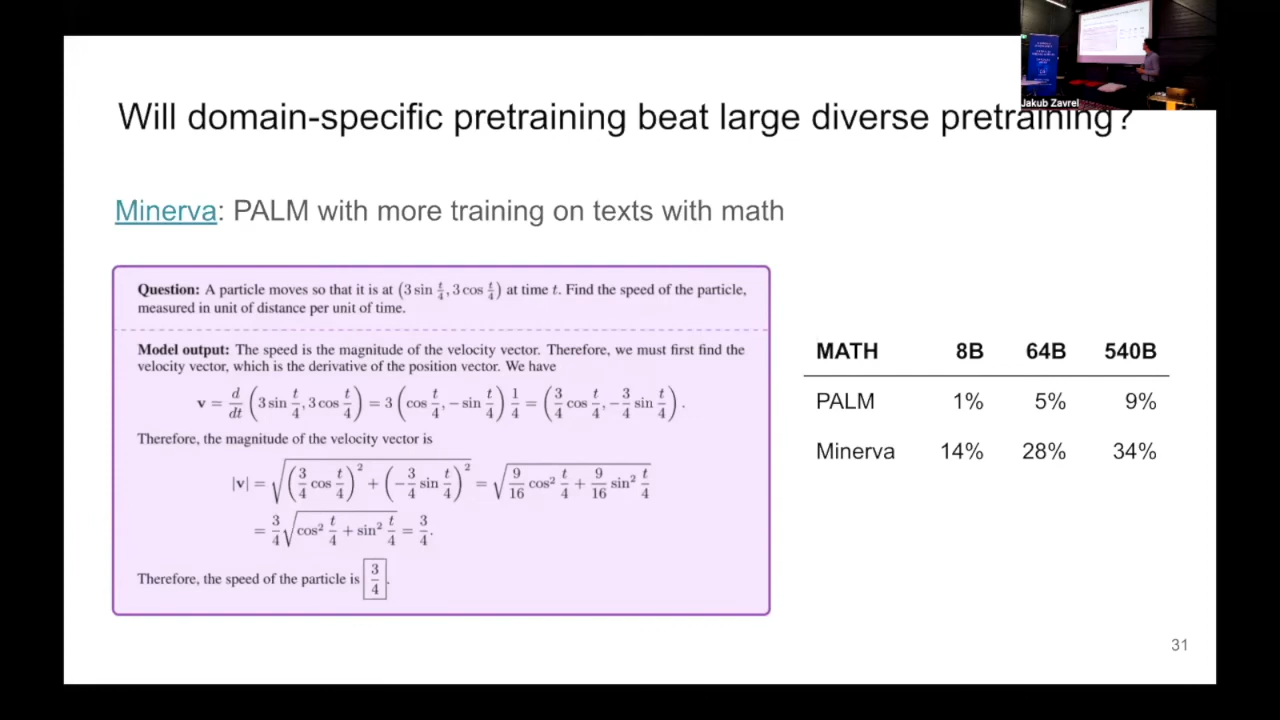 Jakub Zavrel
Will domain-specific pretraining beat large diverse pretraining?
Minerva: PALM with more training on texts with math
Question: A particle moves so that it is at (3 sin t/4, 3 cos t/4) at time t. Find the speed of the particle,
measured in unit of distance per unit of time.
Model output: The speed is the magnitude of the velocity vector. Therefore, we must first find the
velocity vector, which is the derivative of the position vector. We have
v = d/dt (3 sin t/4, 3 cos t/4) = 3 (cos t/4, − sin t/4) 1/4 = (3/4 cos t/4, −3/4 sin t/4).
Therefore, the magnitude of the velocity vector is
|v| = √((3/4 cos t/4)² + (−3/4 sin t/4)²) = √(9/16 cos² t/4 + 9/16 sin² t/4)
= 3/4 √(cos² t/4 + sin² t/4) = 3/4.
Therefore, the speed of the particle is 3/4.
MATH 8B 64B 540B
PALM 1% 5% 9%
Minerva 14% 28% 34%
31